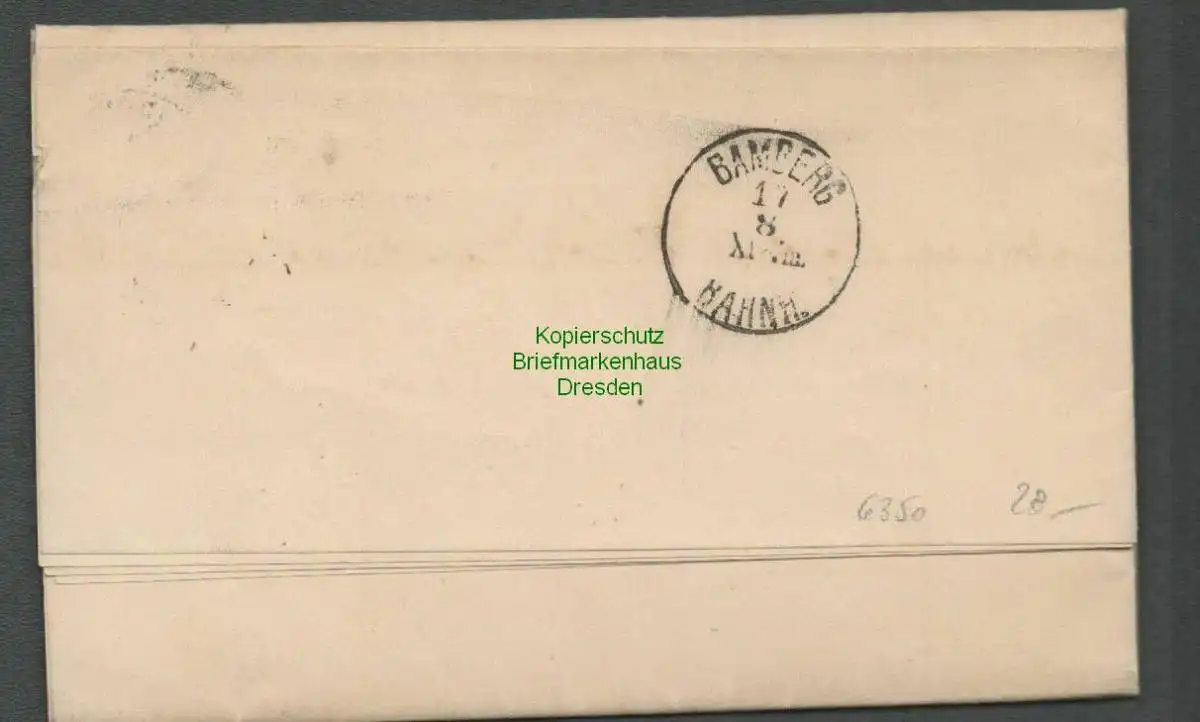 BAMBERG
17
8
BAHNH.
Kopierschutz
Briefmarkenhaus
Dresden
6350 28